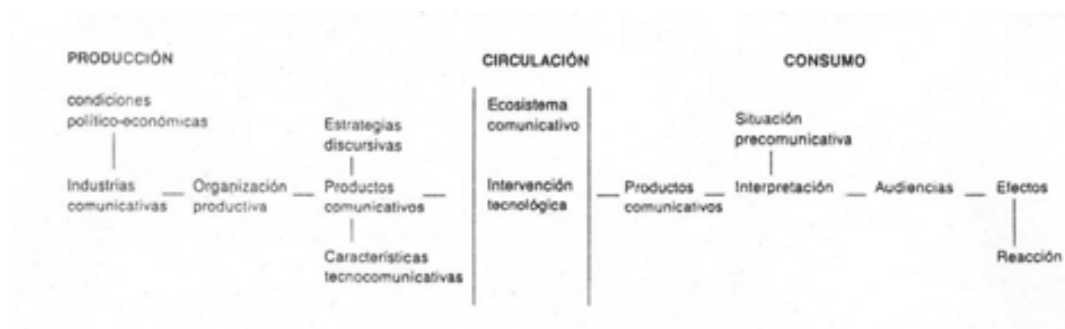 PRODUCCIÓN
CIRCULACIÓN
CONSUMO
condiciones
político-económicas
Industrias
comunicativas
Organización
productiva
Estrategias
discursivas
Productos
comunicativos
Características
tecnocomunicativas
Ecosistema
comunicativo
Intervención
tecnológica
Productos
comunicativos
Situación
precomunicativa
Interpretación
Audiencias
Efectos
Reacción